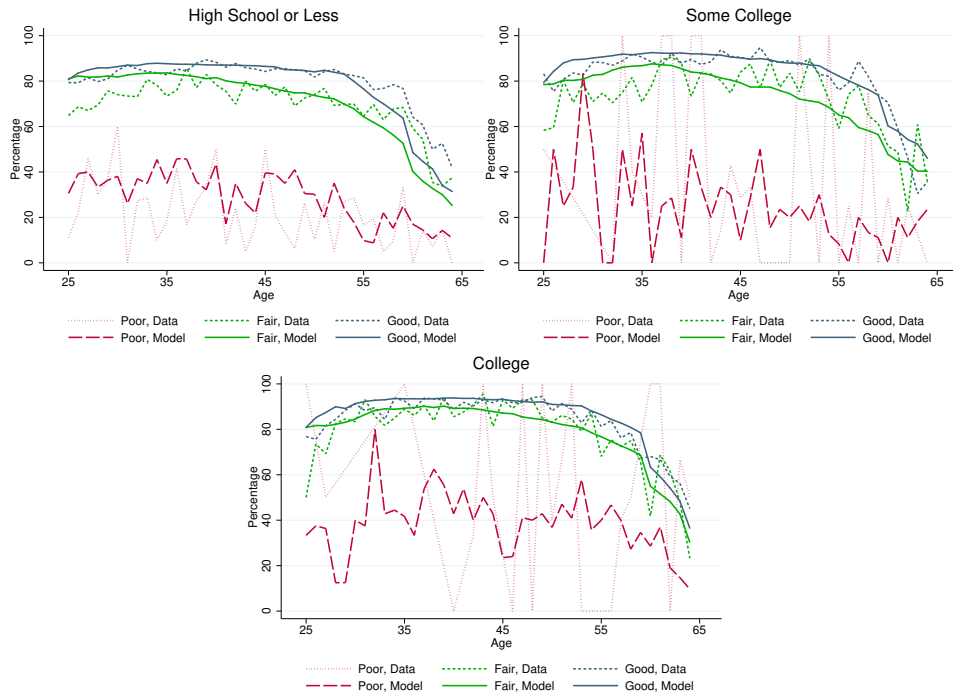 High School or Less
Percentage
0 20 40 60 80 100
25 35 45 55 65
Age
Poor, Data Fair, Data Good, Data
Poor, Model Fair, Model Good, Model
Some College
Percentage
0 20 40 60 80 100
25 35 45 55 65
Age
Poor, Data Fair, Data Good, Data
Poor, Model Fair, Model Good, Model
College
Percentage
0 20 40 60 80 100
25 35 45 55 65
Age
Poor, Data Fair, Data Good, Data
Poor, Model Fair, Model Good, Model